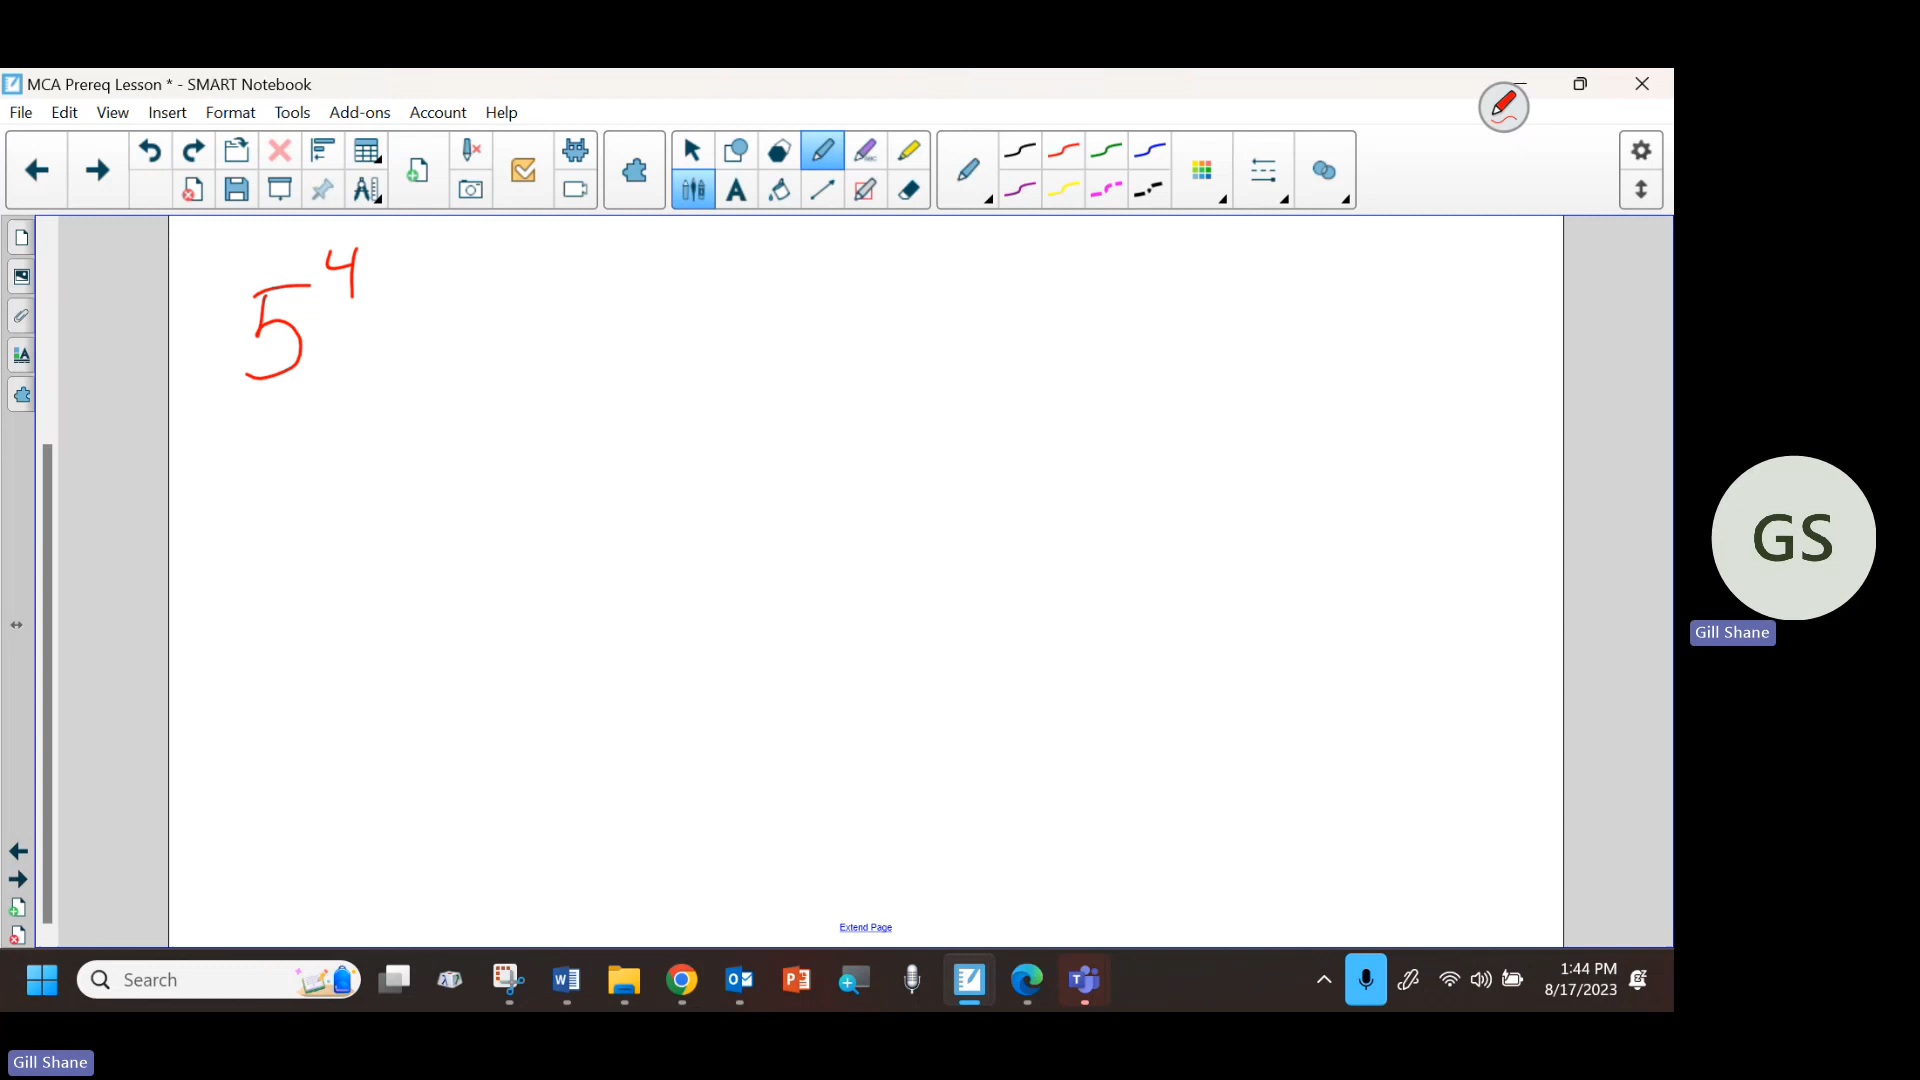 MCA Prereq Lesson * - SMART Notebook
File Edit View Insert Format Tools Add-ons Account Help
5⁴
GS
Gill Shane
Extend Page
Search
1:44 PM
8/17/2023
Gill Shane